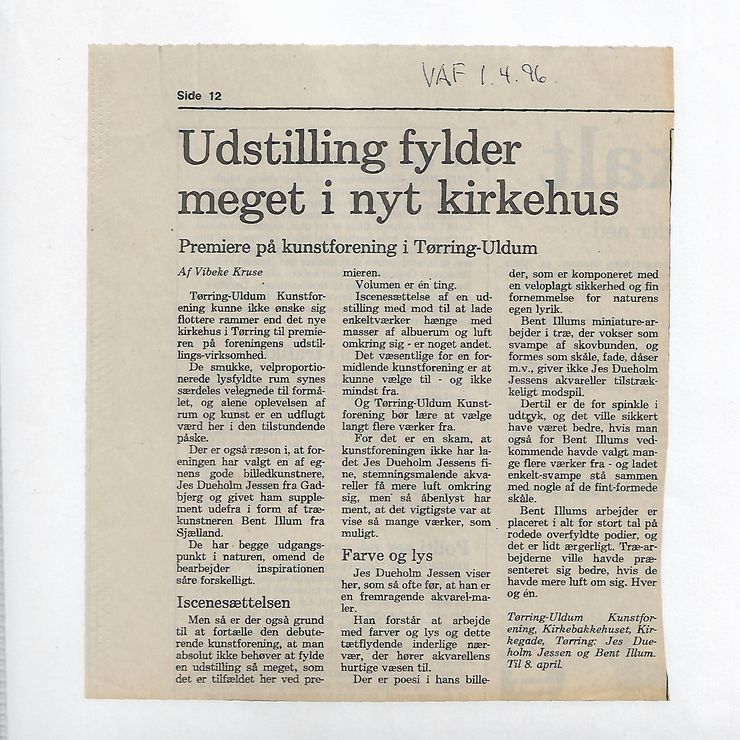 VAF 1.4.96.
Side 12
Udstilling fylder
meget i nyt kirkehus
Premiere på kunstforening i Tørring-Uldum
Af Vibeke Kruse
Tørring-Uldum Kunstfor-
ening kunne ikke ønske sig
flottere rammer end det nye
kirkehus i Tørring til premie-
ren på foreningens udstil-
lings-virksomhed.
De smukke, velproportio-
nerede lysfyldte rum synes
særdeles velegnede til formå-
let, og alene oplevelsen af
rum og kunst er en udflugt
værd her i den tilstundende
påske.
Der er også ræson i, at for-
eningen har valgt en af eg-
nens gode billedkunstnere,
Jes Dueholm Jessen fra Gad-
bjerg og givet ham supple-
ment udefra i form af træ-
kunstneren Bent Illum fra
Sjælland.
De har begge udgangs-
punkt i naturen, omend de
bearbejder inspirationen
såre forskelligt.
Iscenesættelsen
Men så er der også grund
til at fortælle den debute-
rende kunstforening, at man
absolut ikke behøver at fylde
en udstilling så meget, som
det er tilfældet her ved pre-
mieren.
Volumen er én ting.
Iscenesættelse af en ud-
stilling med mod til at lade
enkeltværker hænge med
masser af albuerum og luft
omkring sig - er noget andet.
Det væsentlige for en for-
midlende kunstforening er at
kunne vælge til - og ikke
mindst fra.
Og Tørring-Uldum Kunst-
forening bør lære at vælge
langt flere værker fra.
For det er en skam, at
kunstforeningen ikke har la-
det Jes Dueholm Jessens fi-
ne, stemningsmalende akva-
reller få mere luft omkring
sig, men så åbenlyst har
ment, at det vigtigste var at
vise så mange værker, som
muligt.
Farve og lys
Jes Dueholm Jessen viser
her, som så ofte før, at han er
en fremragende akvarel-ma-
ler.
Han forstår at arbejde
med farver og lys og dette
tætflydende inderlige nær-
vær, der hører akvarellens
hurtige væsen til.
Der er poesi i hans bille-
der, som er komponeret med
en veloplagt sikkerhed og fin
fornemmelse for naturens
egen lyrik.
Bent Illums miniature-ar-
bejder i træ, der vokser som
svampe af skovbunden, og
formes som skåle, fade, dåser
m.v., giver ikke Jes Dueholm
Jessens akvareller tilstræk-
keligt modspil.
Dertil er de for spinkle i
udtryk, og det ville sikkert
have været bedre, hvis man
også for Bent Illums ved-
kommende havde valgt man-
ge flere værker fra - og ladet
enkelt-svampe stå sammen
med nogle af de fint-formede
skåle.
Bent Illums arbejder er
placeret i alt for stort tal på
rodede overfyldte podier, og
det er lidt ærgerligt. Træ-ar-
bejderne ville havde præ-
senteret sig bedre, hvis de
havde mere luft om sig. Hver
og én.
Tørring-Uldum Kunstfor-
ening, Kirkebakkehuset, Kir-
kegade, Tørring: Jes Due-
holm Jessen og Bent Illum.
Til 8. april.